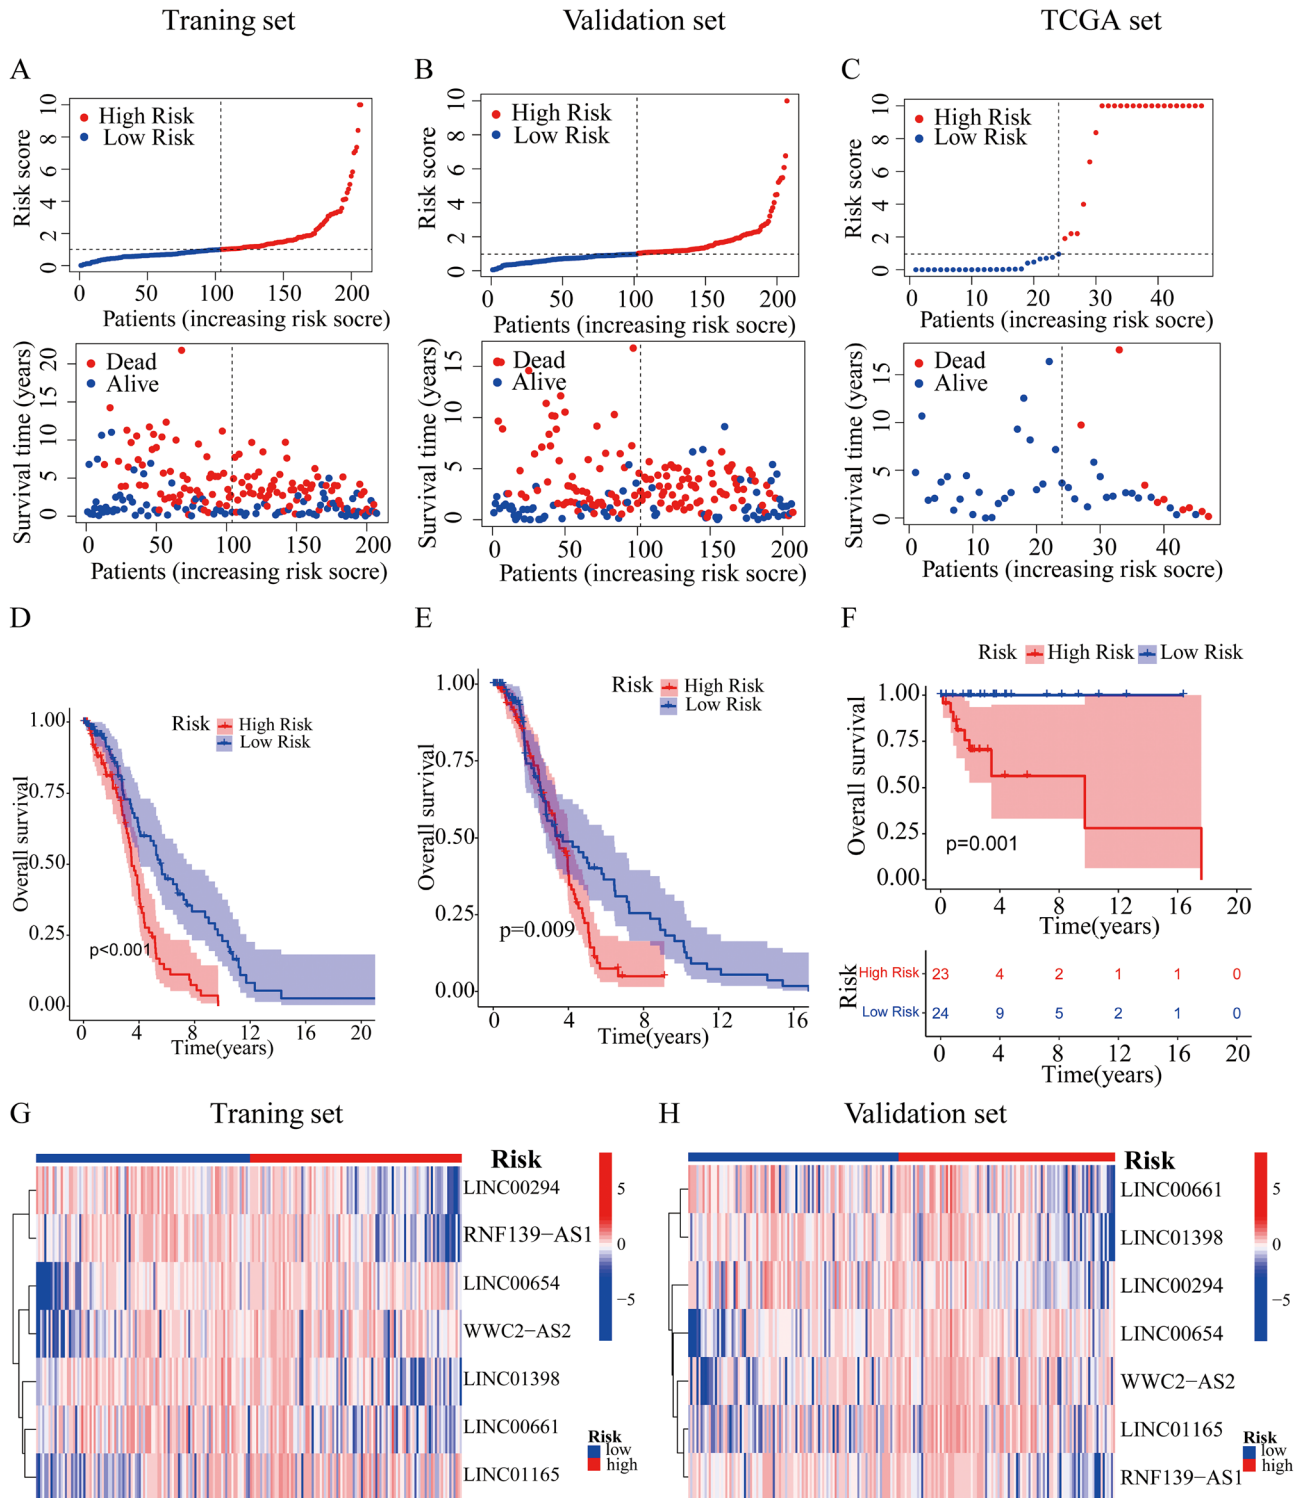 Traning set
Validation set
TCGA set
A
B
C
High Risk
Low Risk
Risk score
0 2 4 6 8 10
0 50 100 150 200
Patients (increasing risk socre)
High Risk
Low Risk
Risk score
0 2 4 6 8 10
0 50 100 150 200
Patients (increasing risk socre)
High Risk
Low Risk
Risk score
0 2 4 6 8 10
0 10 20 30 40
Patients (increasing risk socre)
Dead
Alive
Survival time (years)
0 5 10 15 20
0 50 100 150 200
Patients (increasing risk socre)
Dead
Alive
Survival time (years)
0 5 10 15
0 50 100 150 200
Patients (increasing risk socre)
Dead
Alive
Survival time (years)
0 5 10 15
0 10 20 30 40
Patients (increasing risk socre)
D
E
F
Risk High Risk
Low Risk
Overall survival
1.00
0.75
0.50
0.25
0.00
p<0.001
0 4 8 12 16 20
Time(years)
Risk High Risk
Low Risk
Overall survival
1.00
0.75
0.50
0.25
0.00
p=0.009
0 4 8 12 16
Time(years)
Risk High Risk Low Risk
Overall survival
1.00
0.75
0.50
0.25
0.00
p=0.001
0 4 8 12 16 20
Time(years)
Risk
High Risk 23 4 2 1 1 0
Low Risk 24 9 5 2 1 0
0 4 8 12 16 20
Time(years)
G
Traning set
Risk
LINC00294
RNF139−AS1
LINC00654
WWC2−AS2
LINC01398
LINC00661
LINC01165
5
0
−5
Risk
low
high
H
Validation set
Risk
LINC00661
LINC01398
LINC00294
LINC00654
WWC2−AS2
LINC01165
RNF139−AS1
5
0
−5
Risk
low
high